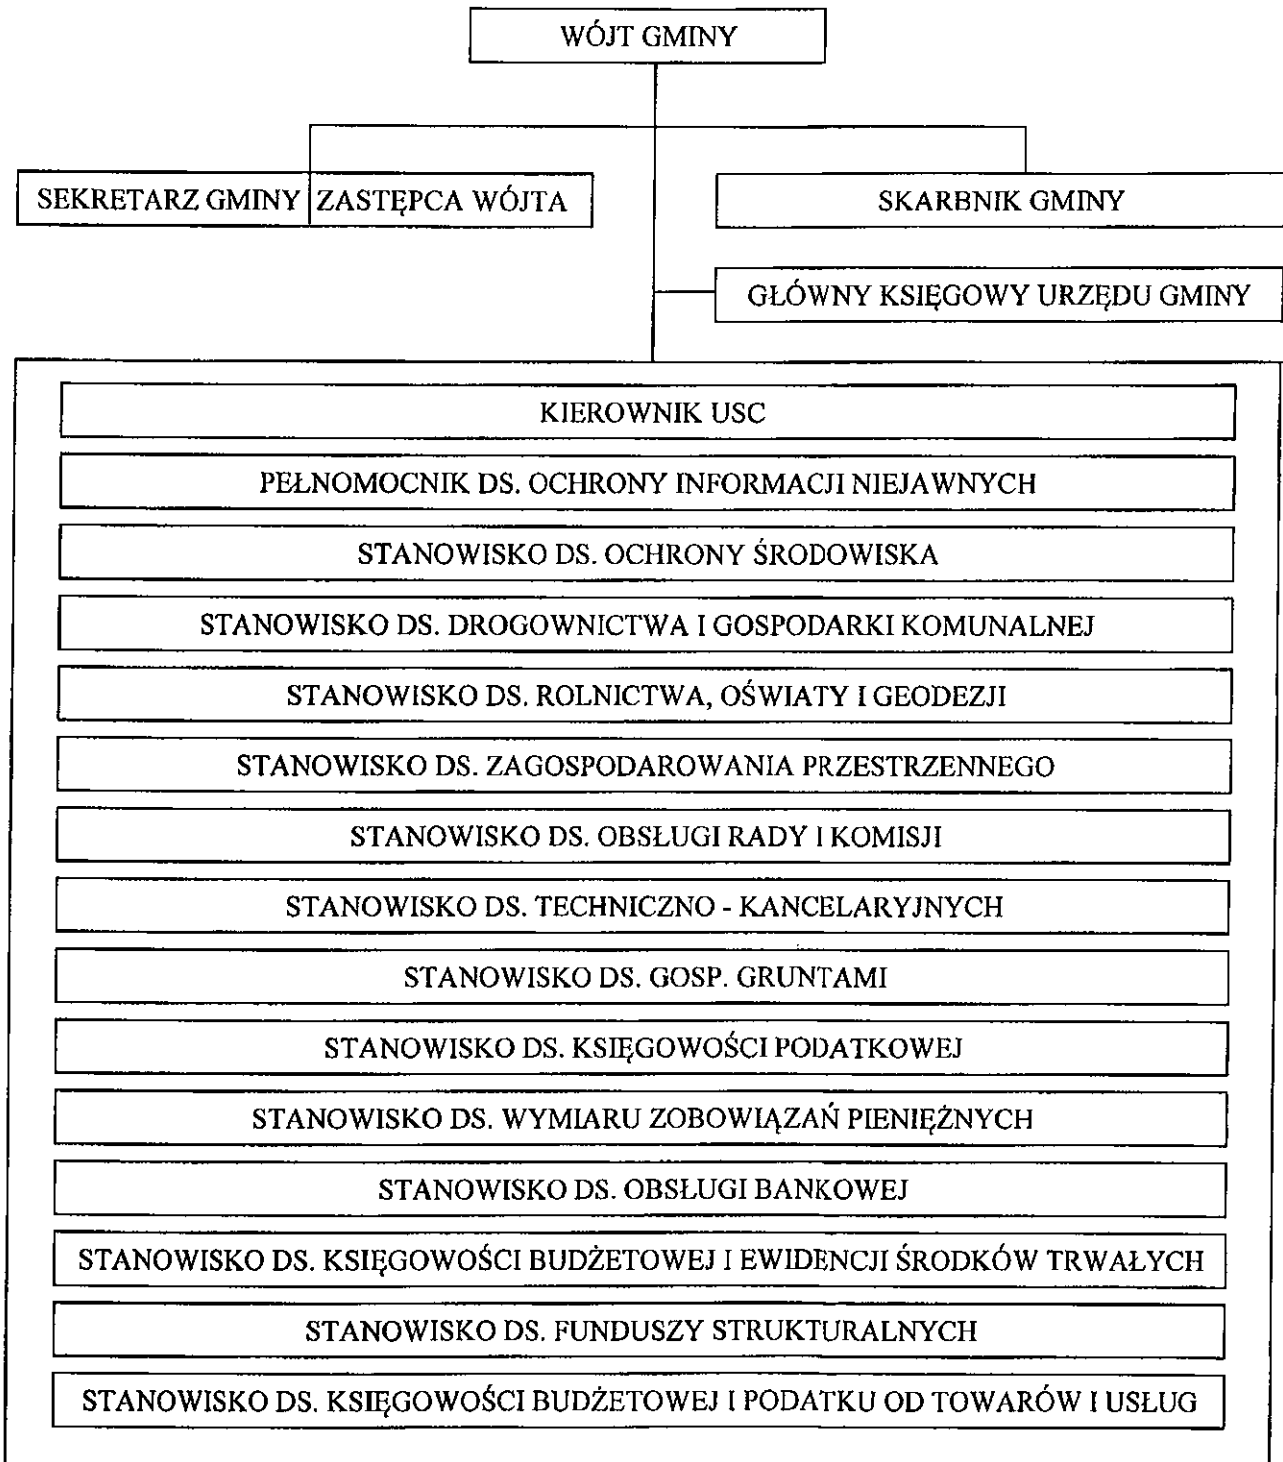 WÓJT GMINY
SEKRETARZ GMINY ZASTĘPCA WÓJTA
SKARBNIK GMINY
GŁÓWNY KSIĘGOWY URZĘDU GMINY
KIEROWNIK USC
PEŁNOMOCNIK DS. OCHRONY INFORMACJI NIEJAWNYCH
STANOWISKO DS. OCHRONY ŚRODOWISKA
STANOWISKO DS. DROGOWNICTWA I GOSPODARKI KOMUNALNEJ
STANOWISKO DS. ROLNICTWA, OŚWIATY I GEODEZJI
STANOWISKO DS. ZAGOSPODAROWANIA PRZESTRZENNEGO
STANOWISKO DS. OBSŁUGI RADY I KOMISJI
STANOWISKO DS. TECHNICZNO - KANCELARYJNYCH
STANOWISKO DS. GOSP. GRUNTAMI
STANOWISKO DS. KSIĘGOWOŚCI PODATKOWEJ
STANOWISKO DS. WYMIARU ZOBOWIĄZAŃ PIENIĘŻNYCH
STANOWISKO DS. OBSŁUGI BANKOWEJ
STANOWISKO DS. KSIĘGOWOŚCI BUDŻETOWEJ I EWIDENCJI ŚRODKÓW TRWAŁYCH
STANOWISKO DS. FUNDUSZY STRUKTURALNYCH
STANOWISKO DS. KSIĘGOWOŚCI BUDŻETOWEJ I PODATKU OD TOWARÓW I USŁUG